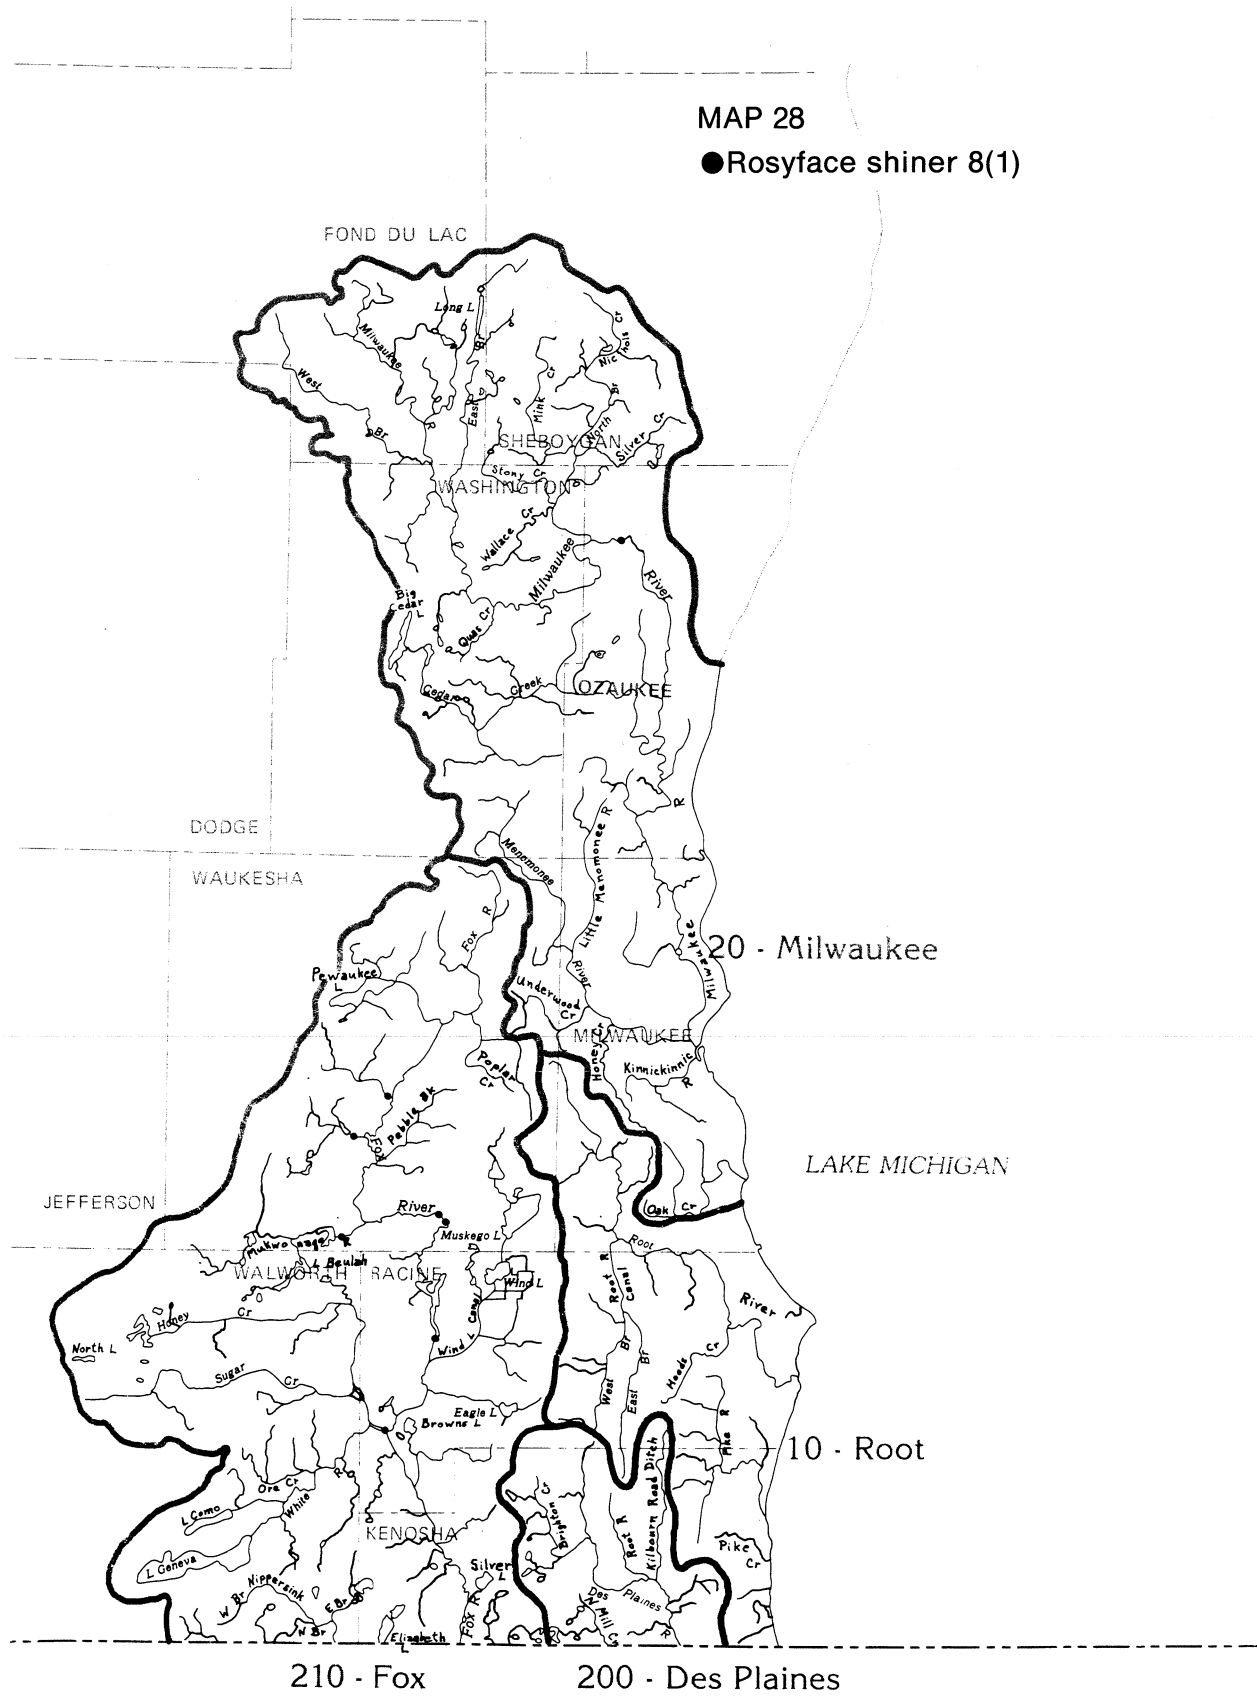 MAP 28
●Rosyface shiner 8(1)
FOND DU LAC
Long L
Milwaukee
R
West
Br
East
Br
Mink
Cr
Nichols Cr
North
Br
Silver
Cr
SHEBOYGAN
Stony Cr
WASHINGTON
Wallace
Cr
Milwaukee
River
Big
Cedar
L
Quas Cr
Cedar
Creek
OZAUKEE
R
DODGE
WAUKESHA
Menomonee
Little Menomonee R
Fox
R
Milwaukee
20 - Milwaukee
Pewaukee
L
River
Underwood
Cr
MILWAUKEE
Honey Cr
Kinnickinnic
R
Poplar
Cr
Pebble Bk
Fox
LAKE MICHIGAN
JEFFERSON
Oak Cr
River
Muskego L
Mukwonago
R
L Beulah
WALWORTH
RACINE
Wind L
Wind L Canal
Root
River
Root R
Canal
Honey
Cr
North L
Sugar
Cr
West
Br
East
Br
Hoods
Cr
Eagle L
Browns L
Pike R
10 - Root
Ore Cr
White
R
L Como
L Geneva
KENOSHA
Brighton Cr
Root R
Kilbourn Road Ditch
Pike
Cr
Silver
L
Nippersink
W Br
E Br
N Br
Elizabeth
L
Fox R
Des Plaines
R
N Mill
Cr
210 - Fox
200 - Des Plaines